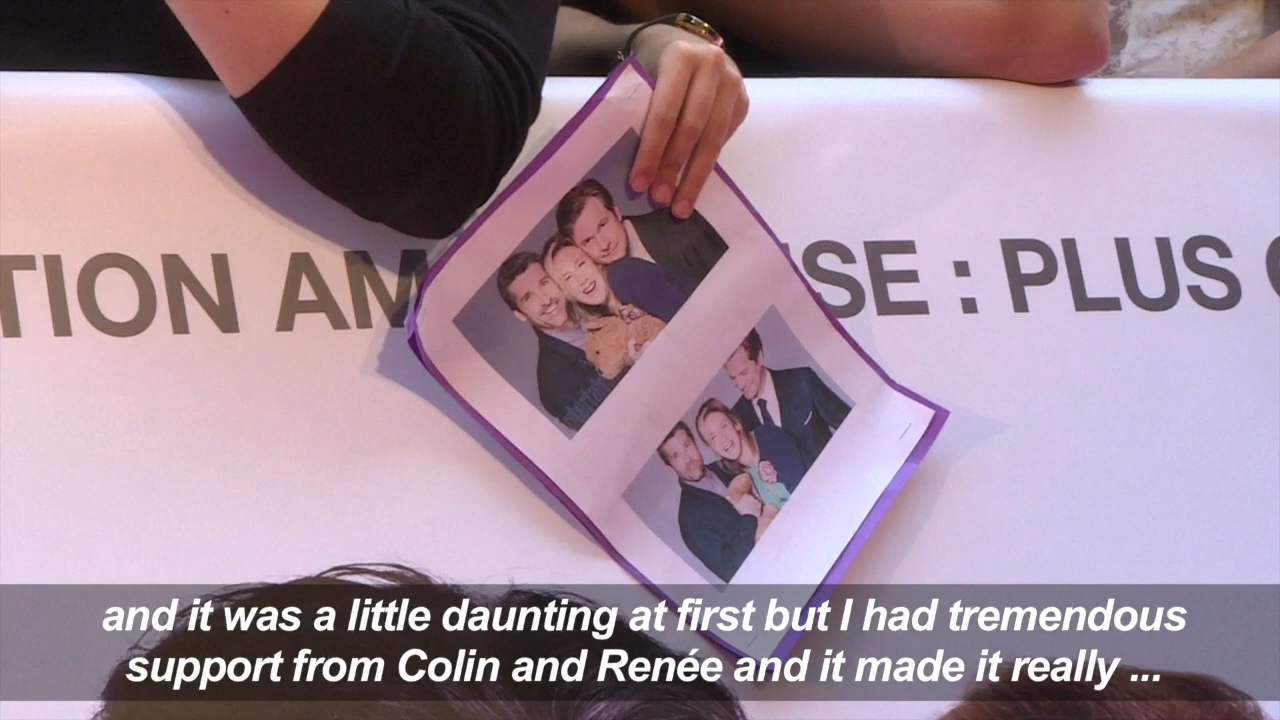 TION AM
SE : PLUS
and it was a little daunting at first but I had tremendous
support from Colin and Renée and it made it really ...